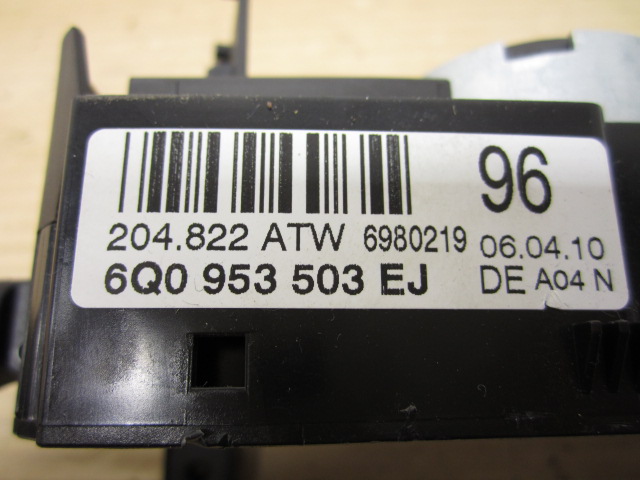 96
204.822 ATW 6980219 06.04.10
6Q0 953 503 EJ DE A04 N